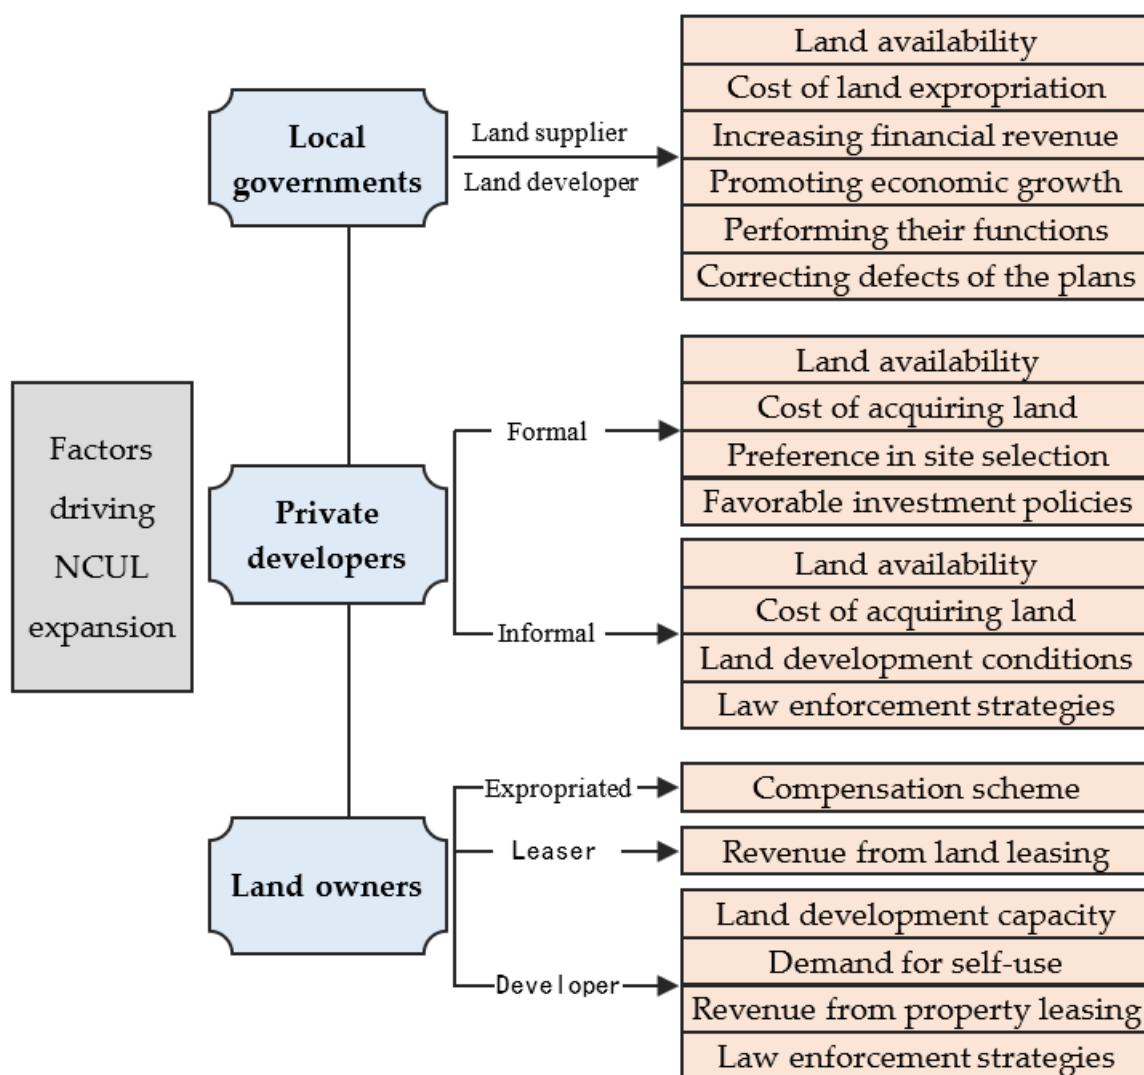 Factors
driving
NCUL
expansion
Local
governments
Land supplier
Land developer
Land availability
Cost of land expropriation
Increasing financial revenue
Promoting economic growth
Performing their functions
Correcting defects of the plans
Private
developers
Formal
Land availability
Cost of acquiring land
Preference in site selection
Favorable investment policies
Informal
Land availability
Cost of acquiring land
Land development conditions
Law enforcement strategies
Land owners
Expropriated
Compensation scheme
Leaser
Revenue from land leasing
Developer
Land development capacity
Demand for self-use
Revenue from property leasing
Law enforcement strategies